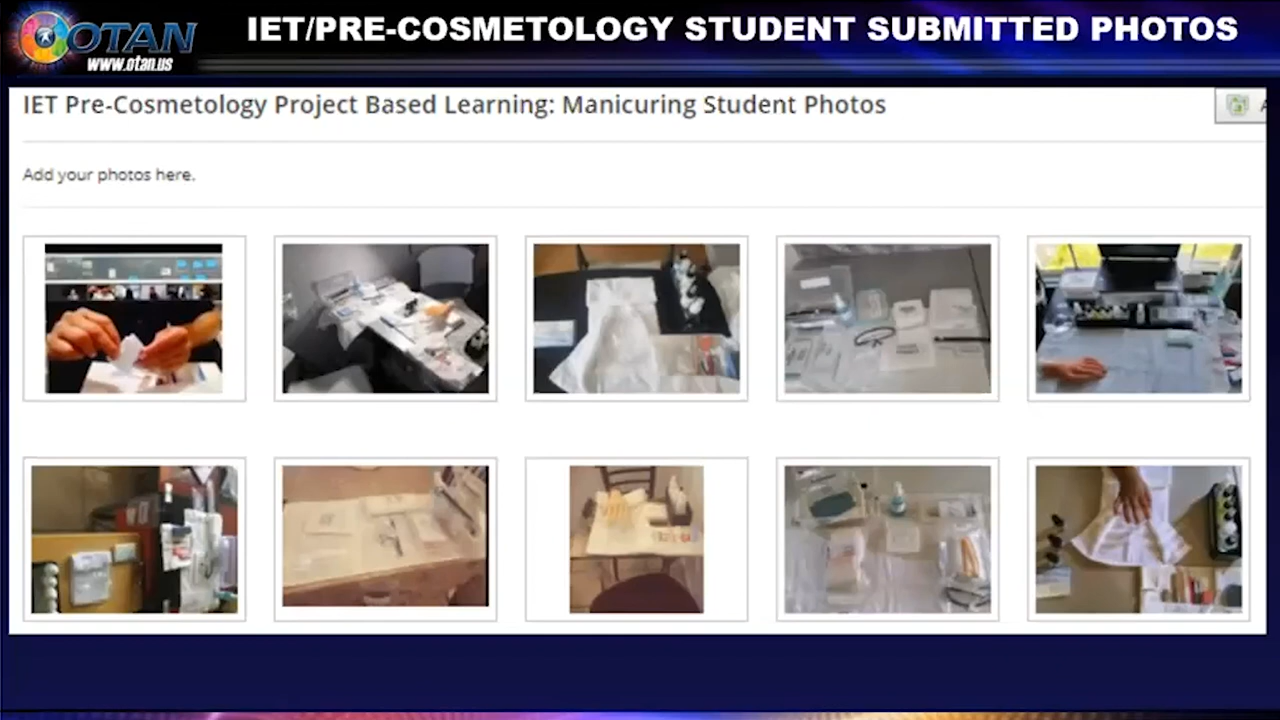 OTAN
www.otan.us
IET/PRE-COSMETOLOGY STUDENT SUBMITTED PHOTOS
IET Pre-Cosmetology Project Based Learning: Manicuring Student Photos
Add your photos here.